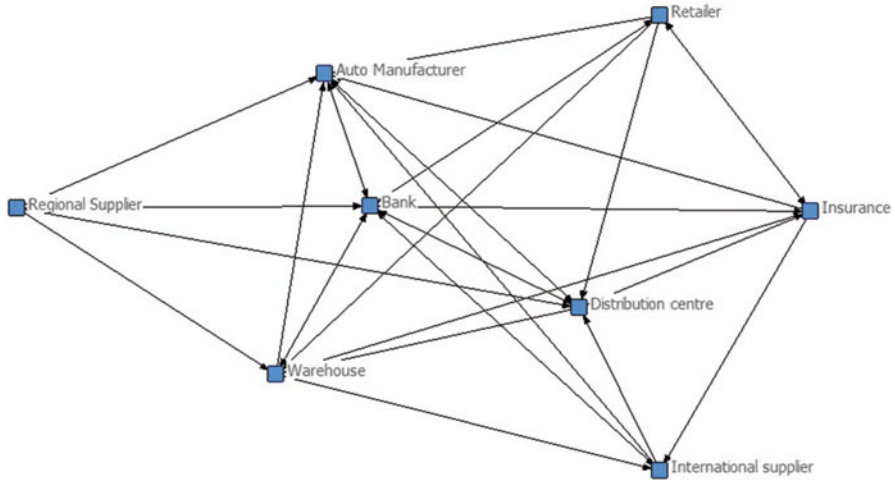 Retailer
Auto Manufacturer
Regional Supplier
Bank
Insurance
Distribution centre
Warehouse
International supplier